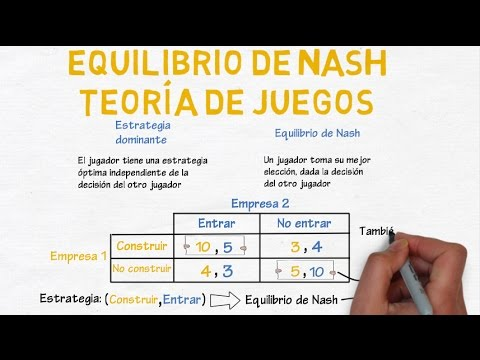 EQUILIBRIO DE NASH
TEORÍA DE JUEGOS
Estrategia
dominante
Equilibrio de Nash
El jugador tiene una estrategia
óptima independiente de la
decisión del otro jugador
Un jugador toma su mejor
elección, dada la decisión
del otro jugador
Empresa 2
Entrar No entrar
Empresa 1 Construir 10, 5 3, 4
No construir 4, 3 5, 10
Tambié
Estrategia: (Construir, Entrar) Equilibrio de Nash